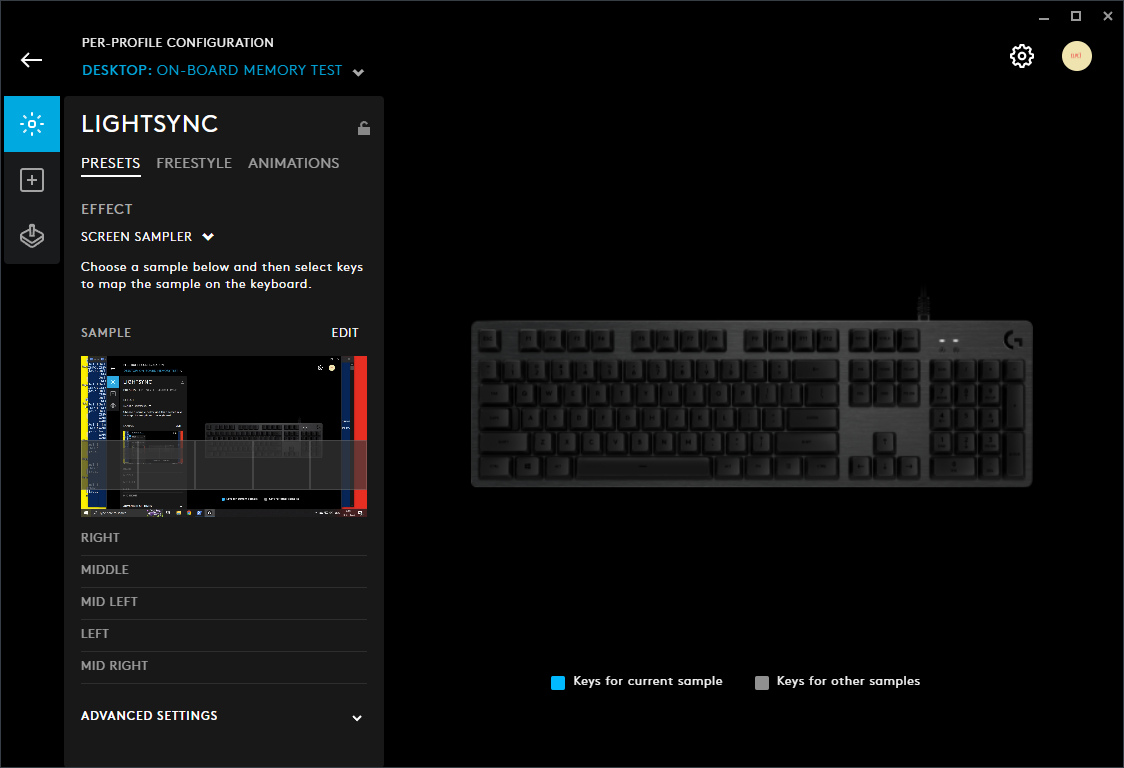 PER-PROFILE CONFIGURATION
DESKTOP: ON-BOARD MEMORY TEST
LIGHTSYNC
PRESETS FREESTYLE ANIMATIONS
EFFECT
SCREEN SAMPLER
Choose a sample below and then select keys
to map the sample on the keyboard.
SAMPLE EDIT
LIGHTSYNC
RIGHT
MIDDLE
MID LEFT
LEFT
MID RIGHT
ADVANCED SETTINGS
Keys for current sample Keys for other samples